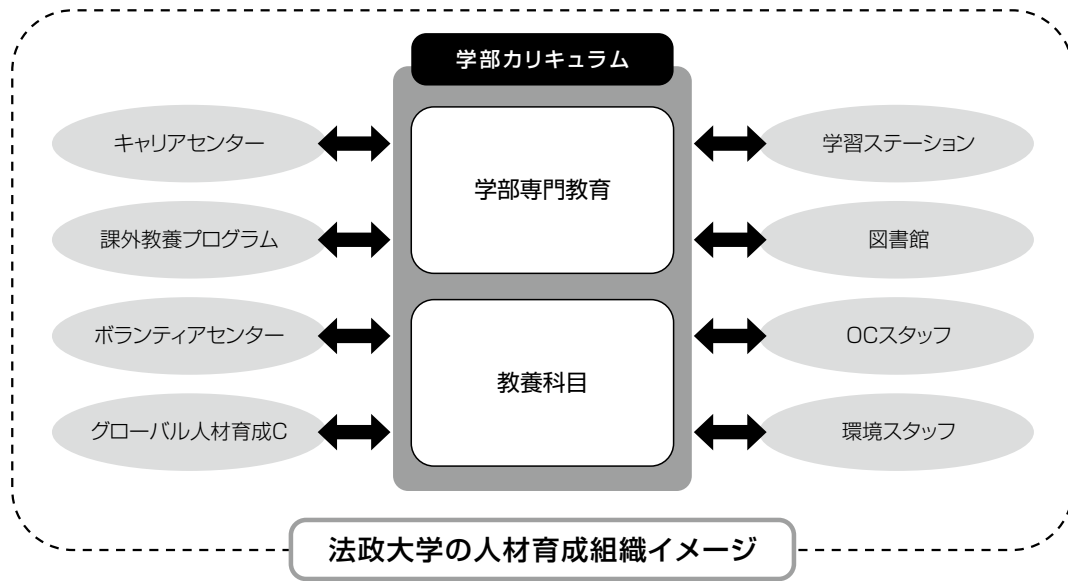 学部カリキュラム
キャリアセンター
課外教養プログラム
ボランティアセンター
グローバル人材育成C
学部専門教育
教養科目
学習ステーション
図書館
OCスタッフ
環境スタッフ
法政大学の人材育成組織イメージ